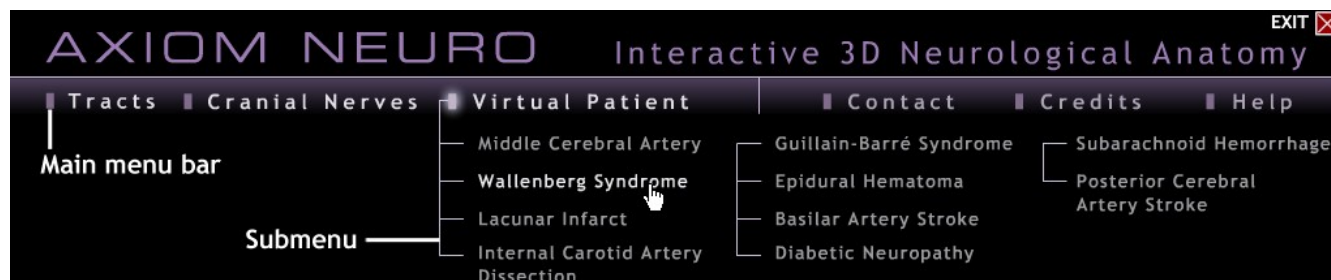 EXIT
AXIOM NEURO
Interactive 3D Neurological Anatomy
Tracts Cranial Nerves Virtual Patient Contact Credits Help
Main menu bar
Middle Cerebral Artery
Wallenberg Syndrome
Lacunar Infarct
Internal Carotid Artery
Dissection
Submenu
Guillain-Barré Syndrome
Epidural Hematoma
Basilar Artery Stroke
Diabetic Neuropathy
Subarachnoid Hemorrhage
Posterior Cerebral
Artery Stroke